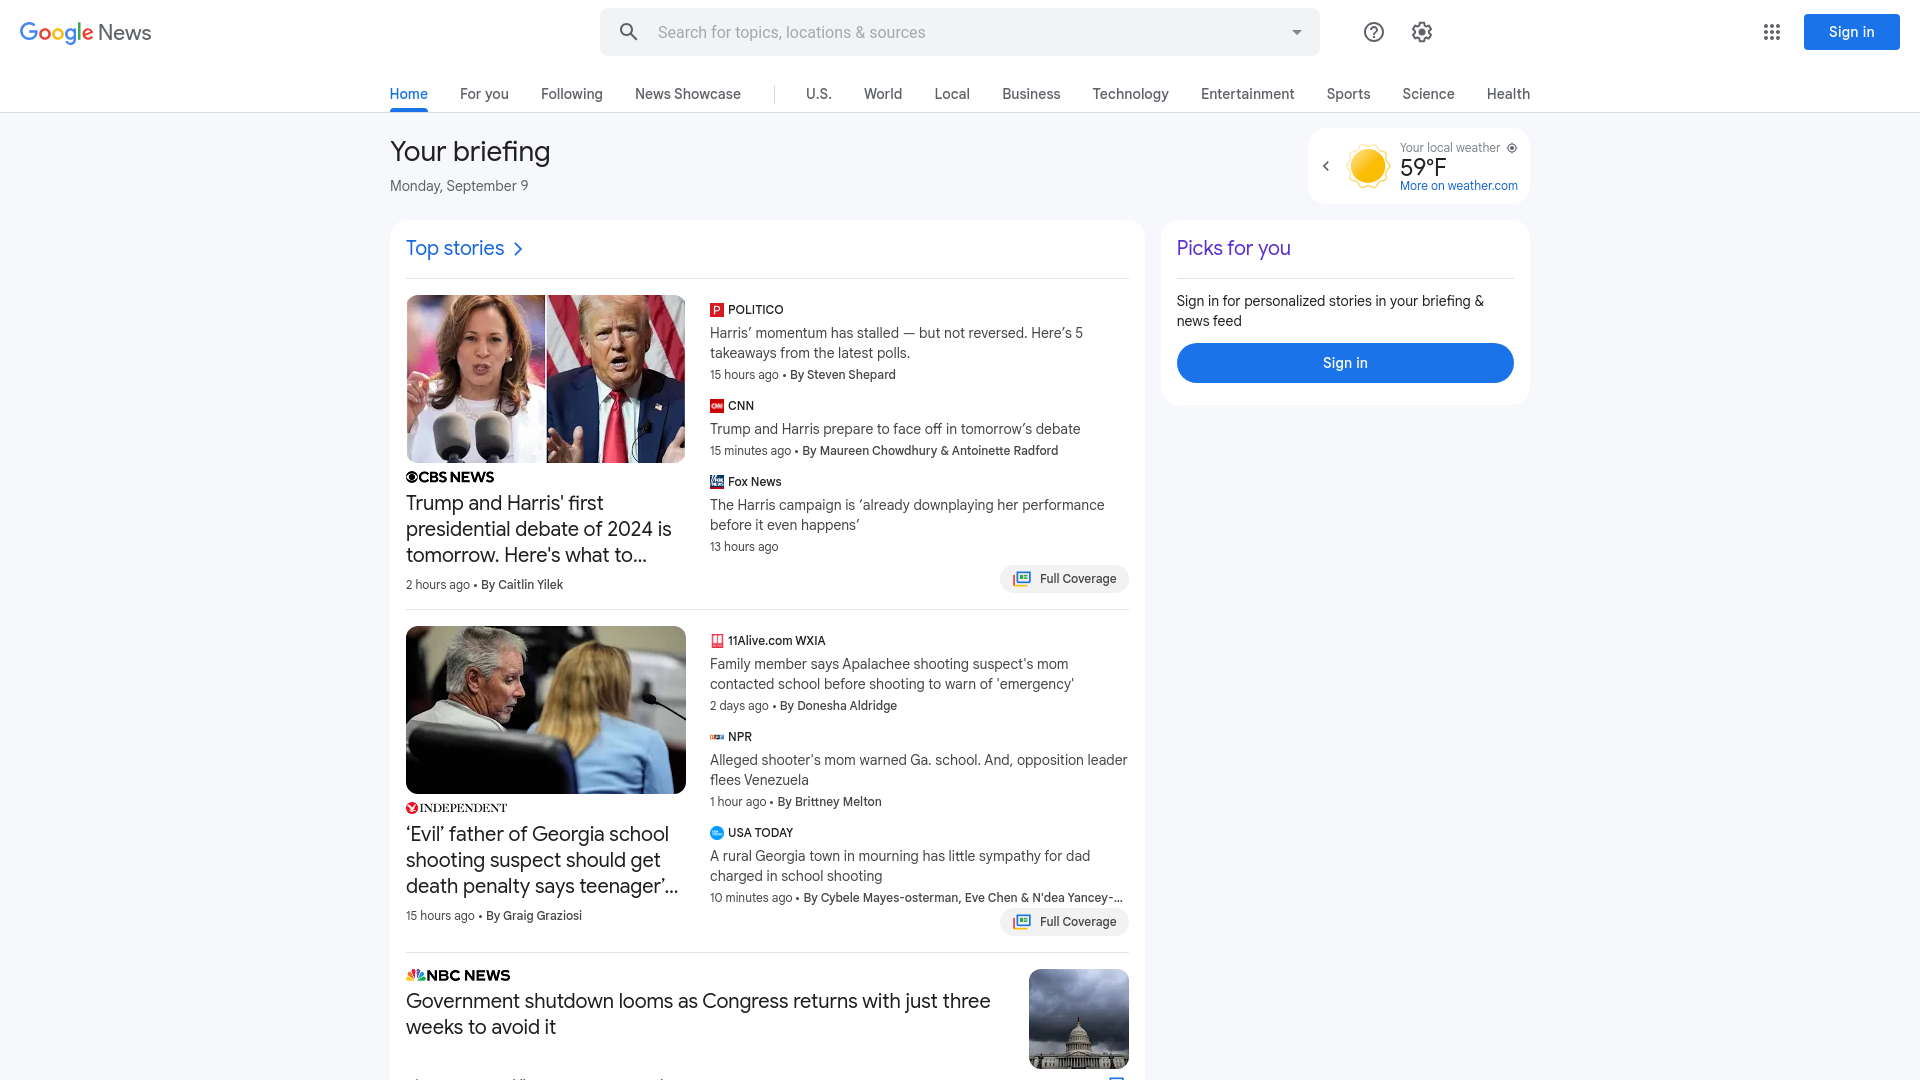 Google News
Search for topics, locations & sources
Sign in
Home
For you
Following
News Showcase
U.S.
World
Local
Business
Technology
Entertainment
Sports
Science
Health
Your briefing
Monday, September 9
Your local weather
59°F
More on weather.com
Top stories
CBS NEWS
Trump and Harris' first
presidential debate of 2024 is
tomorrow. Here's what to...
2 hours ago • By Caitlin Yilek
POLITICO
Harris’ momentum has stalled — but not reversed. Here’s 5
takeaways from the latest polls.
15 hours ago • By Steven Shepard
CNN
Trump and Harris prepare to face off in tomorrow’s debate
15 minutes ago • By Maureen Chowdhury & Antoinette Radford
Fox News
The Harris campaign is ‘already downplaying her performance
before it even happens’
13 hours ago
Full Coverage
INDEPENDENT
‘Evil’ father of Georgia school
shooting suspect should get
death penalty says teenager’...
15 hours ago • By Graig Graziosi
11Alive.com WXIA
Family member says Apalachee shooting suspect's mom
contacted school before shooting to warn of 'emergency'
2 days ago • By Donesha Aldridge
NPR
Alleged shooter's mom warned Ga. school. And, opposition leader
flees Venezuela
1 hour ago • By Brittney Melton
USA TODAY
A rural Georgia town in mourning has little sympathy for dad
charged in school shooting
10 minutes ago • By Cybele Mayes-osterman, Eve Chen & N'dea Yancey-...
Full Coverage
NBC NEWS
Government shutdown looms as Congress returns with just three
weeks to avoid it
Picks for you
Sign in for personalized stories in your briefing &
news feed
Sign in